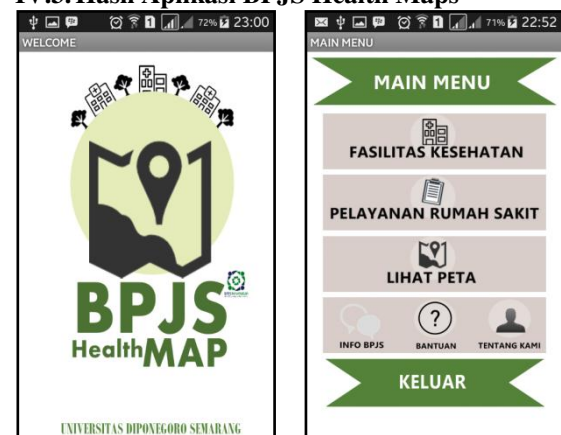 IV.3. Hasil Aplikasi BPJS Health Maps
72% 23:00
WELCOME
BPJS
HealthMAP
UNIVERSITAS DIPONEGORO SEMARANG
71% 22:52
MAIN MENU
MAIN MENU
FASILITAS KESEHATAN
PELAYANAN RUMAH SAKIT
LIHAT PETA
INFO BPJS BANTUAN TENTANG KAMI
KELUAR